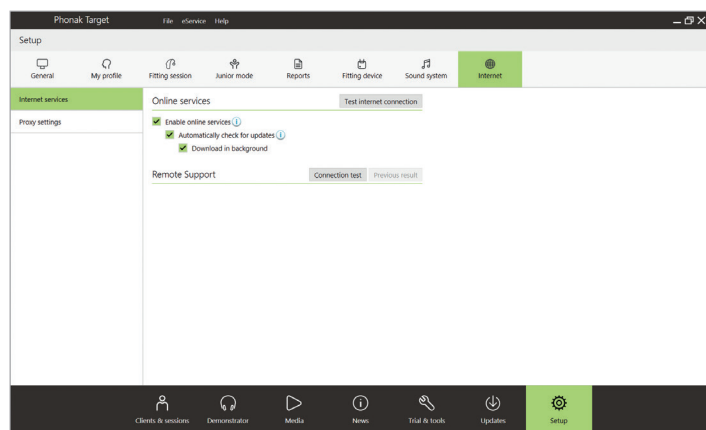 Phonak Target File eService Help
Setup
General My profile Fitting session Junior mode Reports Fitting device Sound system Internet
Internet services
Proxy settings
Online services Test internet connection
Enable online services
Automatically check for updates
Download in background
Remote Support Connection test Previous result
Clients & sessions Demonstrator Media News Trial & tools Updates Setup